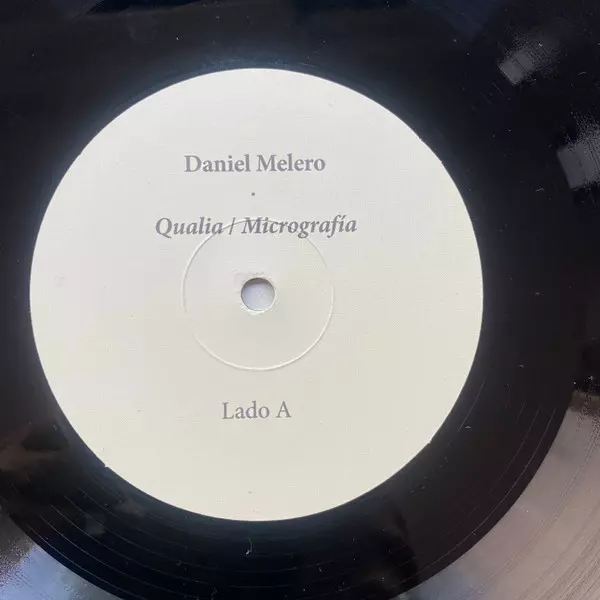 Daniel Melero
·
Qualia / Micrografía
Lado A